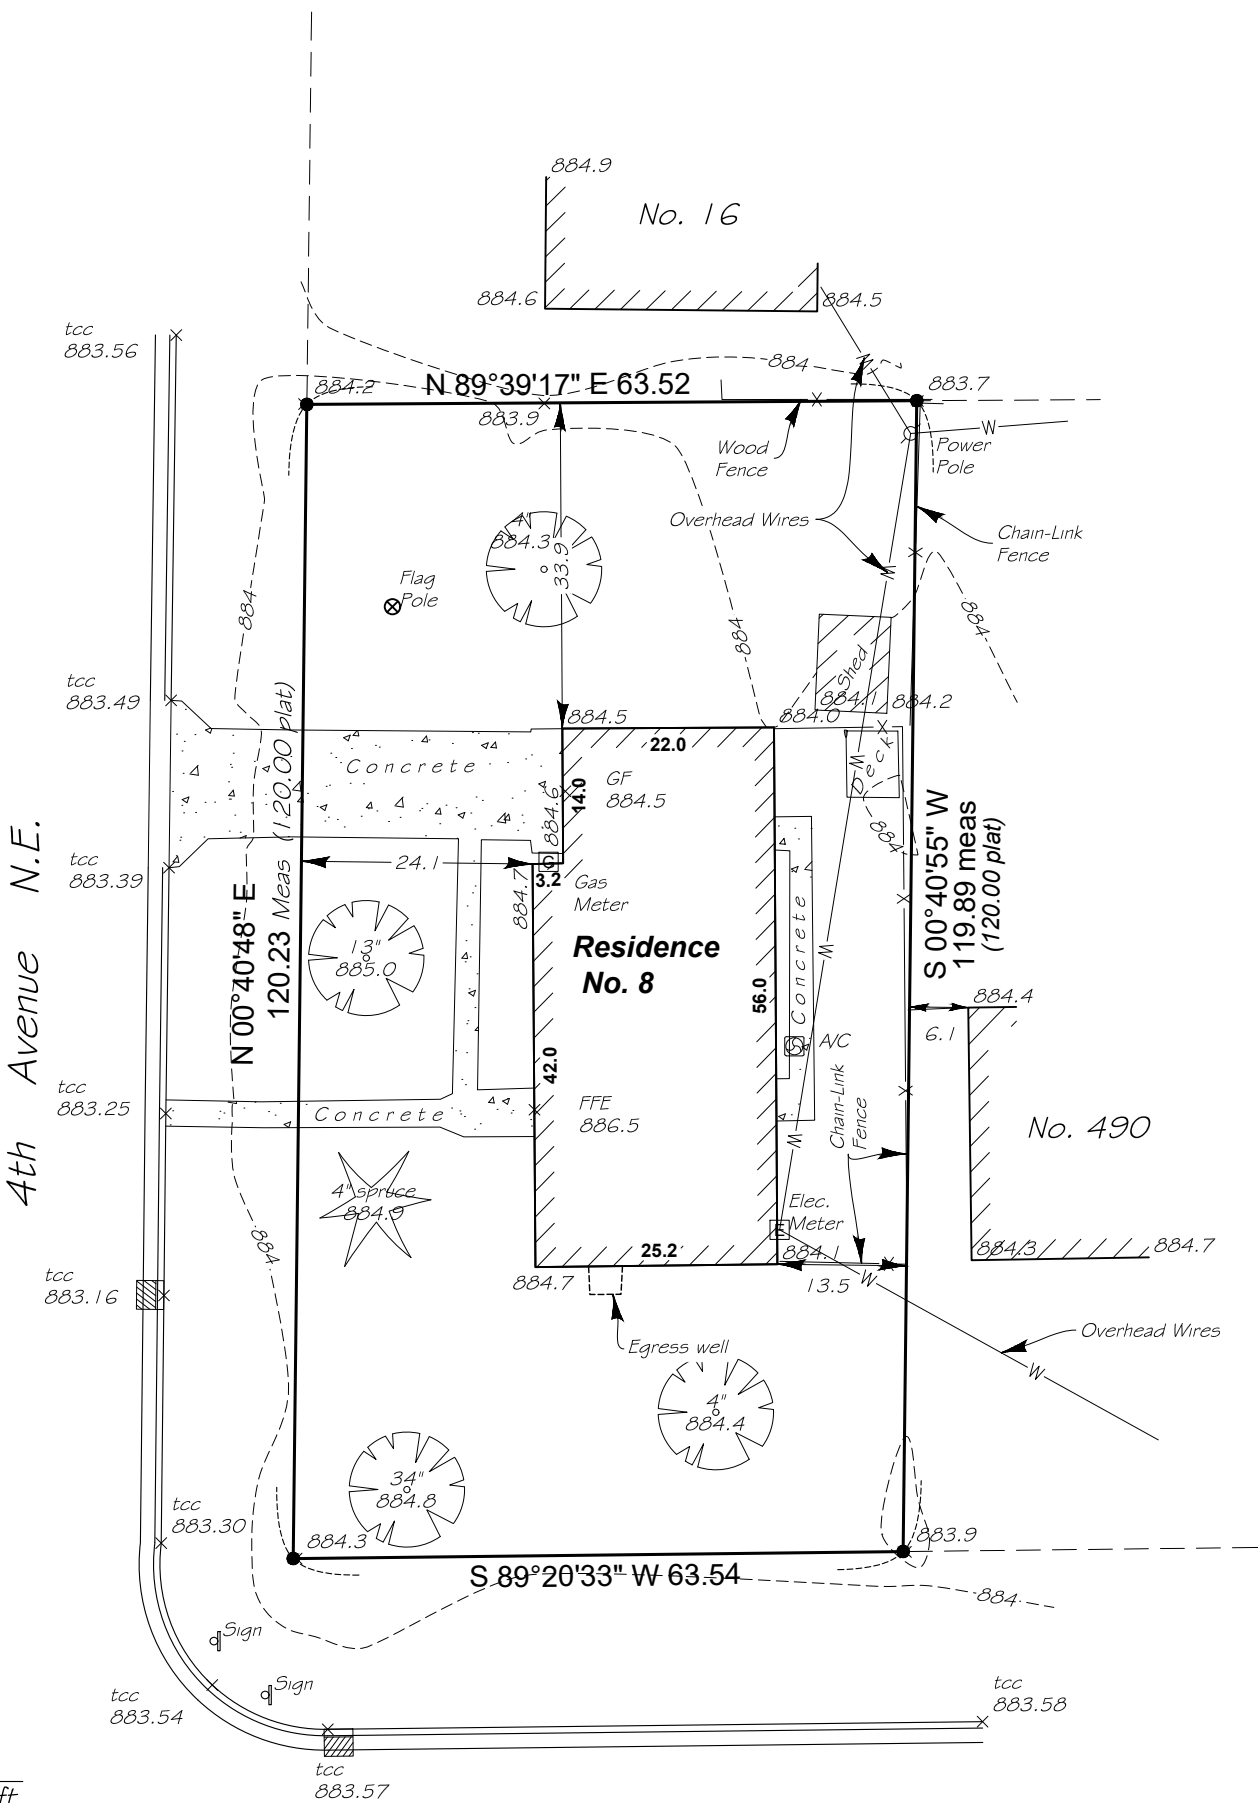 884.9
No. 16
884.6
884.5
tcc
883.56
884
884.2
N 89°39'17" E 63.52
883.7
883.9
W
W
Wood
Fence
Power
Pole
4"
884.3
Overhead Wires
Chain-Link
Fence
33.9
W
Flag
Pole
884
884
884
Shed
tcc
883.49
884.1
884.2
884.5
884.0
22.0
Concrete
GF
884.5
14.0
884.6
W
Deck
884
S 00°40'55" W
119.89 meas
(120.00 plat)
4th Avenue N.E.
tcc
883.39
24.1
G
3.2
Gas
Meter
884.7
N 00°40'48" E
120.23 Meas (120.00 plat)
13"
885.0
Residence
No. 8
Concrete
W
56.0
884.4
6.1
A/C
42.0
tcc
883.25
Concrete
FFE
886.5
Chain-Link
Fence
W
No. 490
4" spruce
884.9
Elec.
Meter
E
884
25.2
884.1
884.3
884.7
884.7
13.5
W
tcc
883.16
Egress well
Overhead Wires
W
4"
884.4
34"
884.8
tcc
883.30
884.3
883.9
S 89°20'33" W 63.54
884
Sign
Sign
tcc
883.54
tcc
883.58
tcc
883.57
ft